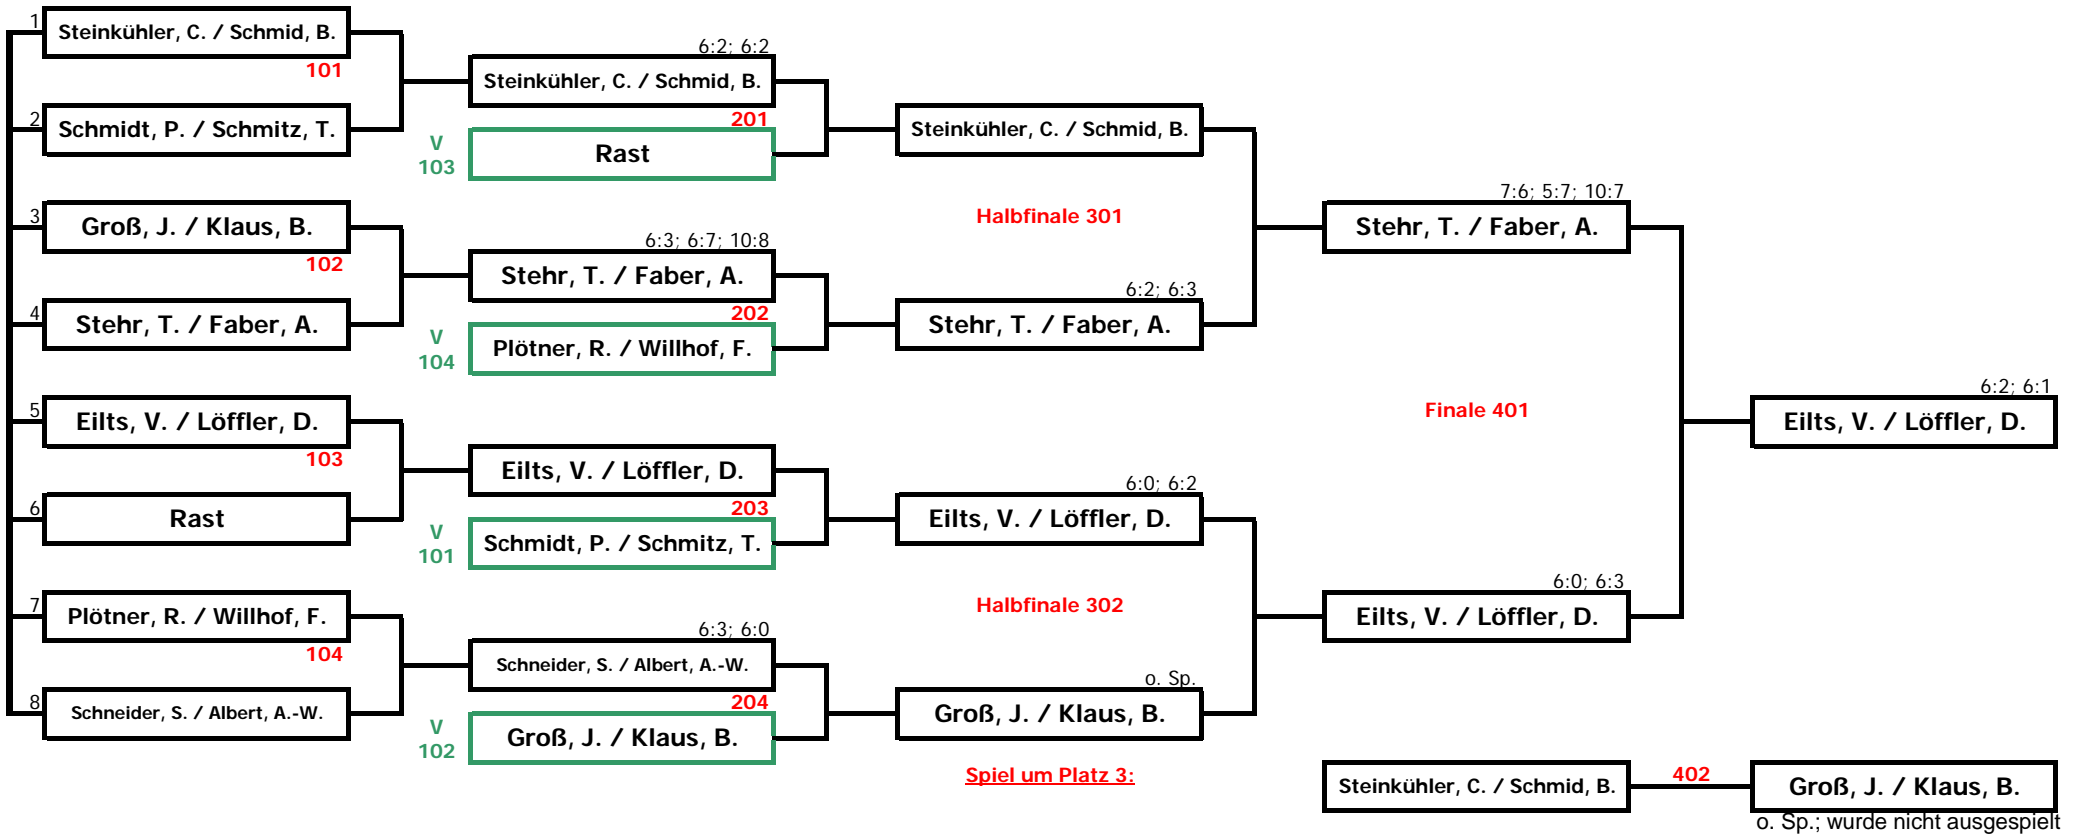 1
Steinkühler, C. / Schmid, B.
101
2
Schmidt, P. / Schmitz, T.
3
Groß, J. / Klaus, B.
102
4
Stehr, T. / Faber, A.
5
Eilts, V. / Löffler, D.
103
6
Rast
7
Plötner, R. / Willhof, F.
104
8
Schneider, S. / Albert, A.-W.
6:2; 6:2
Steinkühler, C. / Schmid, B.
201
V
103
Rast
6:3; 6:7; 10:8
Stehr, T. / Faber, A.
202
V
104
Plötner, R. / Willhof, F.
Eilts, V. / Löffler, D.
203
V
101
Schmidt, P. / Schmitz, T.
6:3; 6:0
Schneider, S. / Albert, A.-W.
204
V
102
Groß, J. / Klaus, B.
Steinkühler, C. / Schmid, B.
Halbfinale 301
6:2; 6:3
Stehr, T. / Faber, A.
6:0; 6:2
Eilts, V. / Löffler, D.
Halbfinale 302
o. Sp.
Groß, J. / Klaus, B.
Spiel um Platz 3:
7:6; 5:7; 10:7
Stehr, T. / Faber, A.
Finale 401
6:0; 6:3
Eilts, V. / Löffler, D.
6:2; 6:1
Eilts, V. / Löffler, D.
Steinkühler, C. / Schmid, B.
402
Groß, J. / Klaus, B.
o. Sp.; wurde nicht ausgespielt